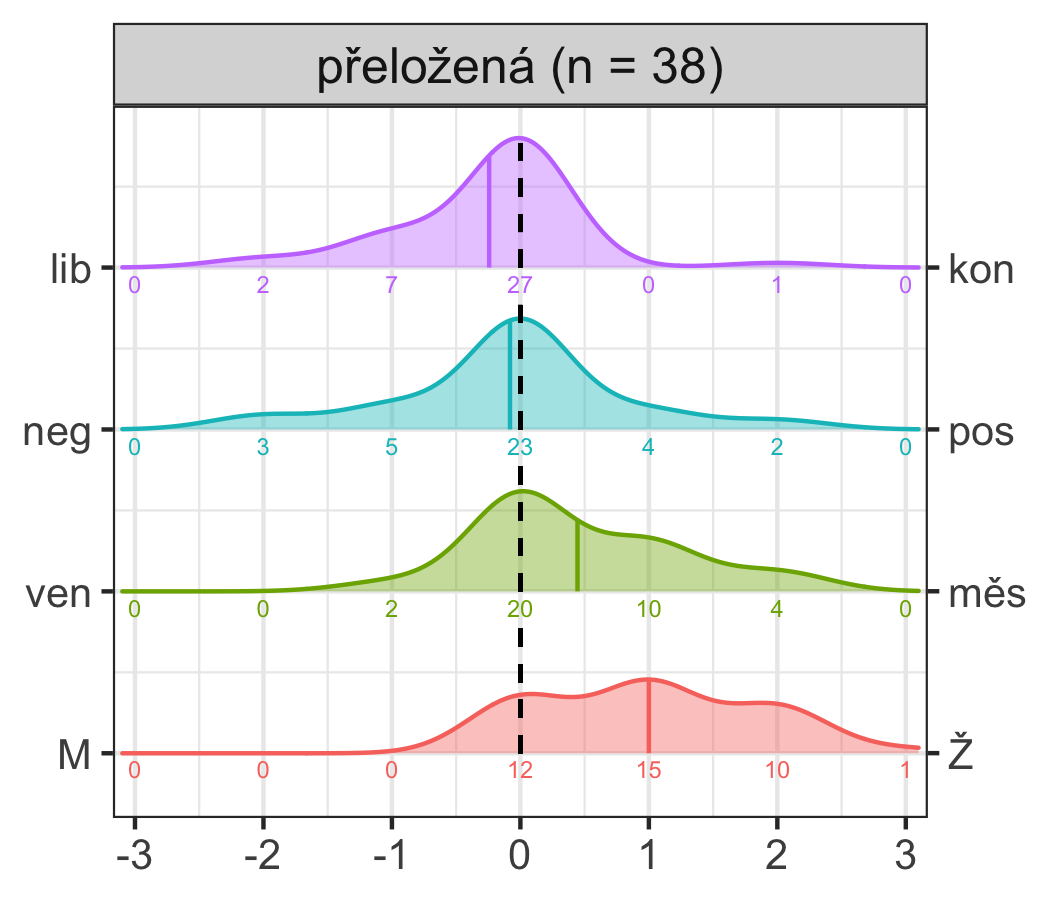 přeložená (n = 38)
lib kon
0 2 7 27 0 1 0
neg pos
0 3 5 23 4 2 0
ven měs
0 0 2 20 10 4 0
M Ž
0 0 0 12 15 10 1
-3 -2 -1 0 1 2 3